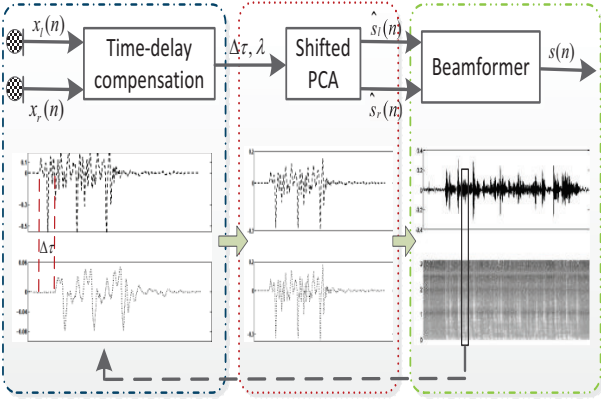 x_l(n)
Time-delay
compensation
Δτ, λ
Shifted
PCA
ŝ_l(n)
Beamformer
s(n)
x_r(n)
ŝ_r(n)
Δτ